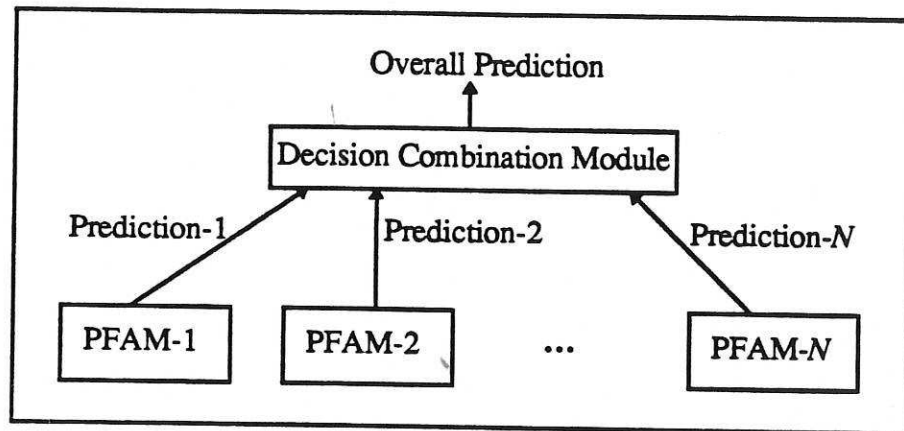 Overall Prediction
Decision Combination Module
Prediction-1
Prediction-2
Prediction-N
PFAM-1
PFAM-2
...
PFAM-N